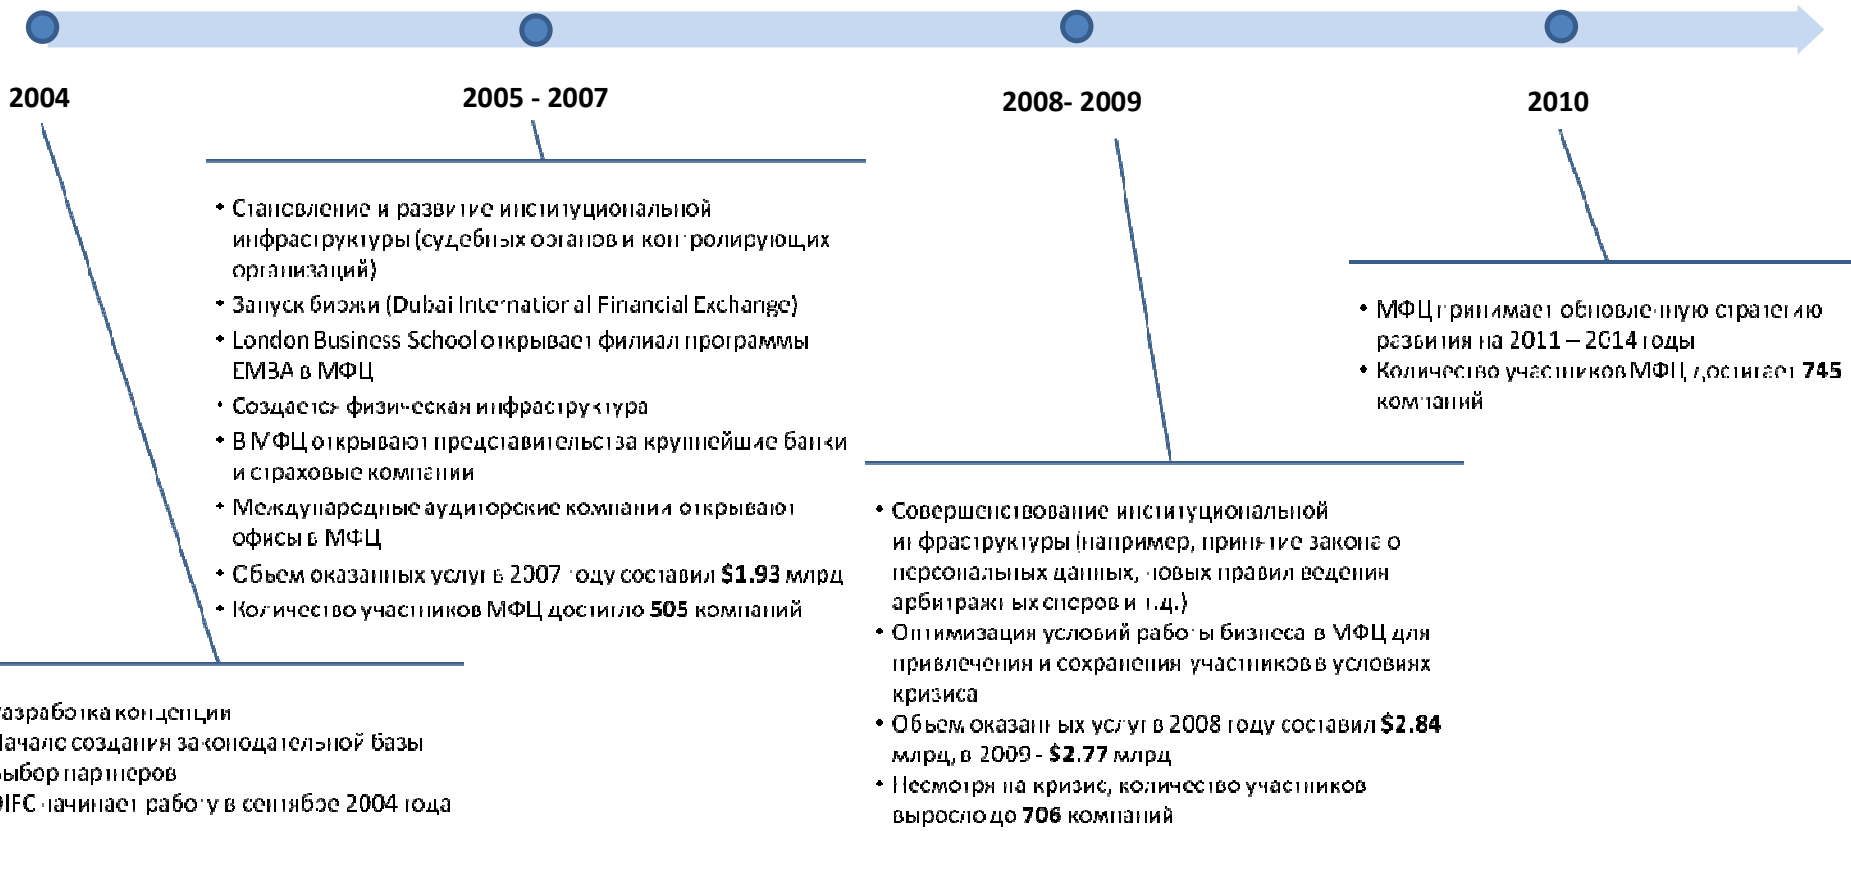 2004
2005 - 2007
2008- 2009
2010
• Становление и развитие институциональной
инфраструктуры (судебных органов и контролирующих
организаций)
• Запуск биржи (Dubai International Financial Exchange)
• London Business School открывает филиал программы
EMBA в МФЦ
• Создается физическая инфраструктура
• В МФЦ открывают представительства крупнейшие банки
и страховые компании
• Международные аудиторские компании открывают
офисы в МФЦ
• Объем оказанных услуг в 2007 году составил $1.93 млрд
• Количество участников МФЦ достигло 505 компаний
• МФЦ принимает обновленную стратегию
развития на 2011 – 2014 годы
• Количество участников МФЦ достигает 745
компаний
• Совершенствование институциональной
инфраструктуры (например, принятие закона о
персональных данных, новых правил ведения
арбитражных споров и т.д.)
• Оптимизация условий работы бизнеса в МФЦ для
привлечения и сохранения участников в условиях
кризиса
• Объем оказанных услуг в 2008 году составил $2.84
млрд, в 2009 - $2.77 млрд
• Несмотря на кризис, количество участников
выросло до 706 компаний
азработка концепции
ачало создания законодательной базы
ыбор партнеров
DIFC начинает работу в сентябре 2004 года